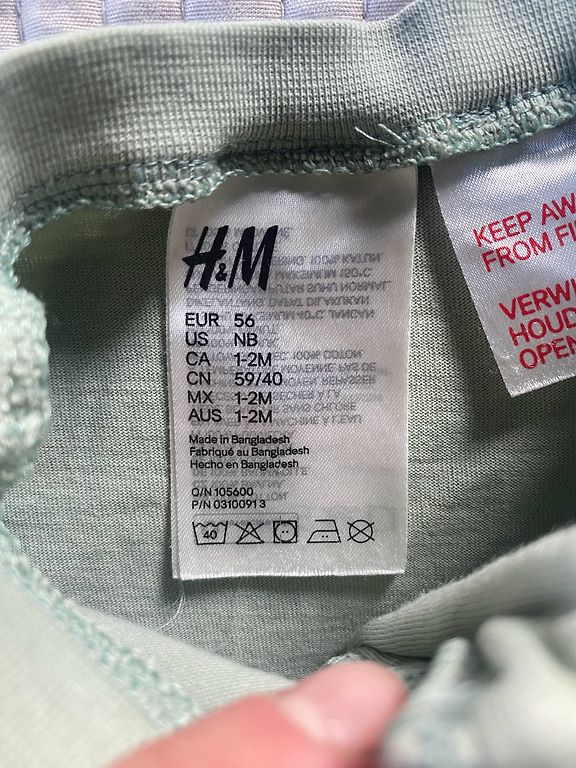 H&M
EUR 56
US NB
CA 1-2M
CN 59/40
MX 1-2M
AUS 1-2M
Made in Bangladesh
Fabriqué au Bangladesh
Hecho en Bangladesh
O/N 105600
P/N 03100913
40
KEEP AW
FROM FI
VERWI
HOUD
OPEN